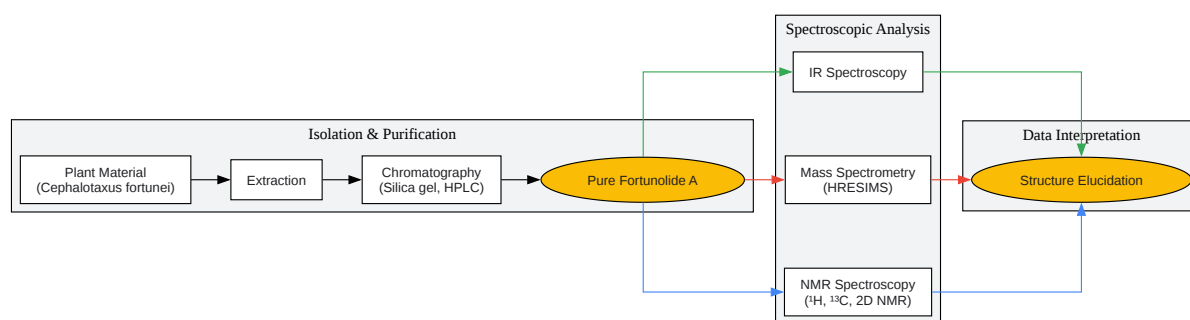 Isolation & Purification
Plant Material
(Cephalotaxus fortunei)
Extraction
Chromatography
(Silica gel, HPLC)
Pure Fortunolide A
Spectroscopic Analysis
IR Spectroscopy
Mass Spectrometry
(HRESIMS)
NMR Spectroscopy
(¹H, ¹³C, 2D NMR)
Data Interpretation
Structure Elucidation